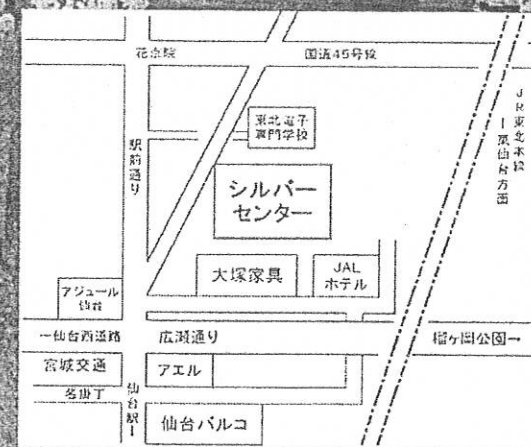 花京院
国道45号線
東北電子
専門学校
JR東北本線
ー東仙台方面
駅前通り
シルバー
センター
大塚家具
JAL
ホテル
アジュール
仙台
←仙台西道路
広瀬通り
榴ヶ岡公園→
宮城交通
アエル
名掛丁
仙台駅↓
仙台パルコ